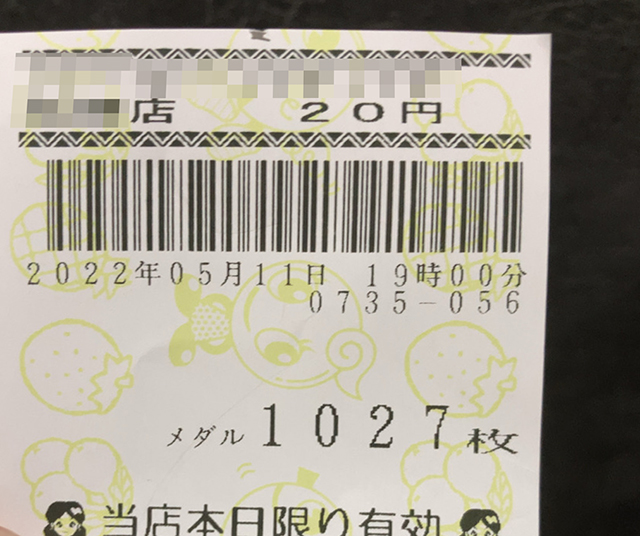 店 20円
2022年05月11日 19時00分
0735-056
メダル 1027枚
当店本日限り有効